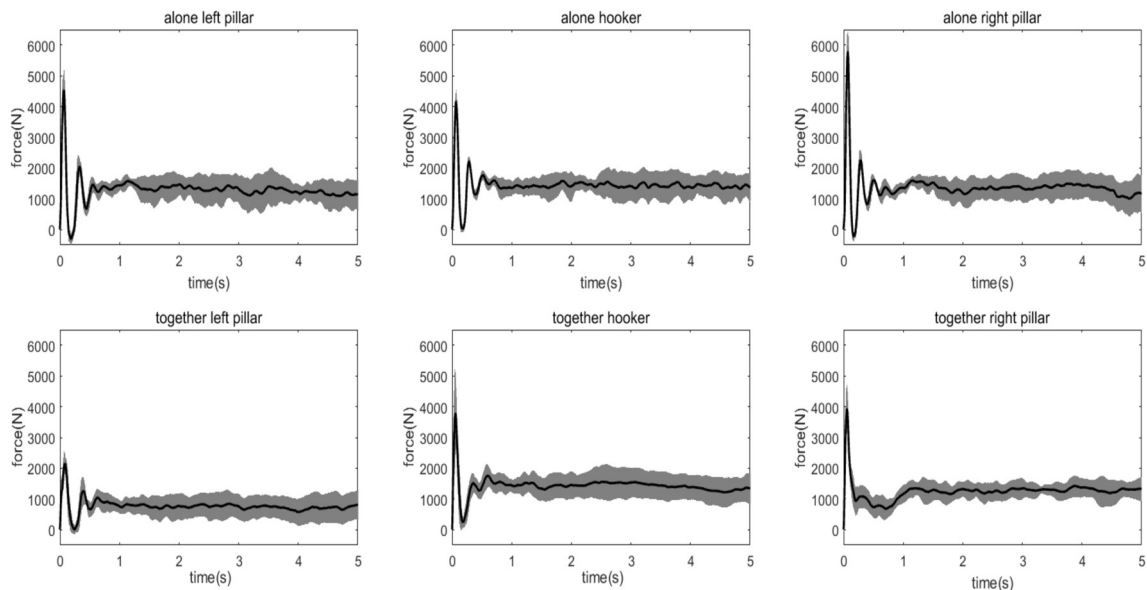 alone left pillar
6000
5000
4000
3000
2000
1000
0
force(N)
0 1 2 3 4 5
time(s)
alone hooker
6000
5000
4000
3000
2000
1000
0
force(N)
0 1 2 3 4 5
time(s)
alone right pillar
6000
5000
4000
3000
2000
1000
0
force(N)
0 1 2 3 4 5
time(s)
together left pillar
6000
5000
4000
3000
2000
1000
0
force(N)
0 1 2 3 4 5
time(s)
together hooker
6000
5000
4000
3000
2000
1000
0
force(N)
0 1 2 3 4 5
time(s)
together right pillar
6000
5000
4000
3000
2000
1000
0
force(N)
0 1 2 3 4 5
time(s)